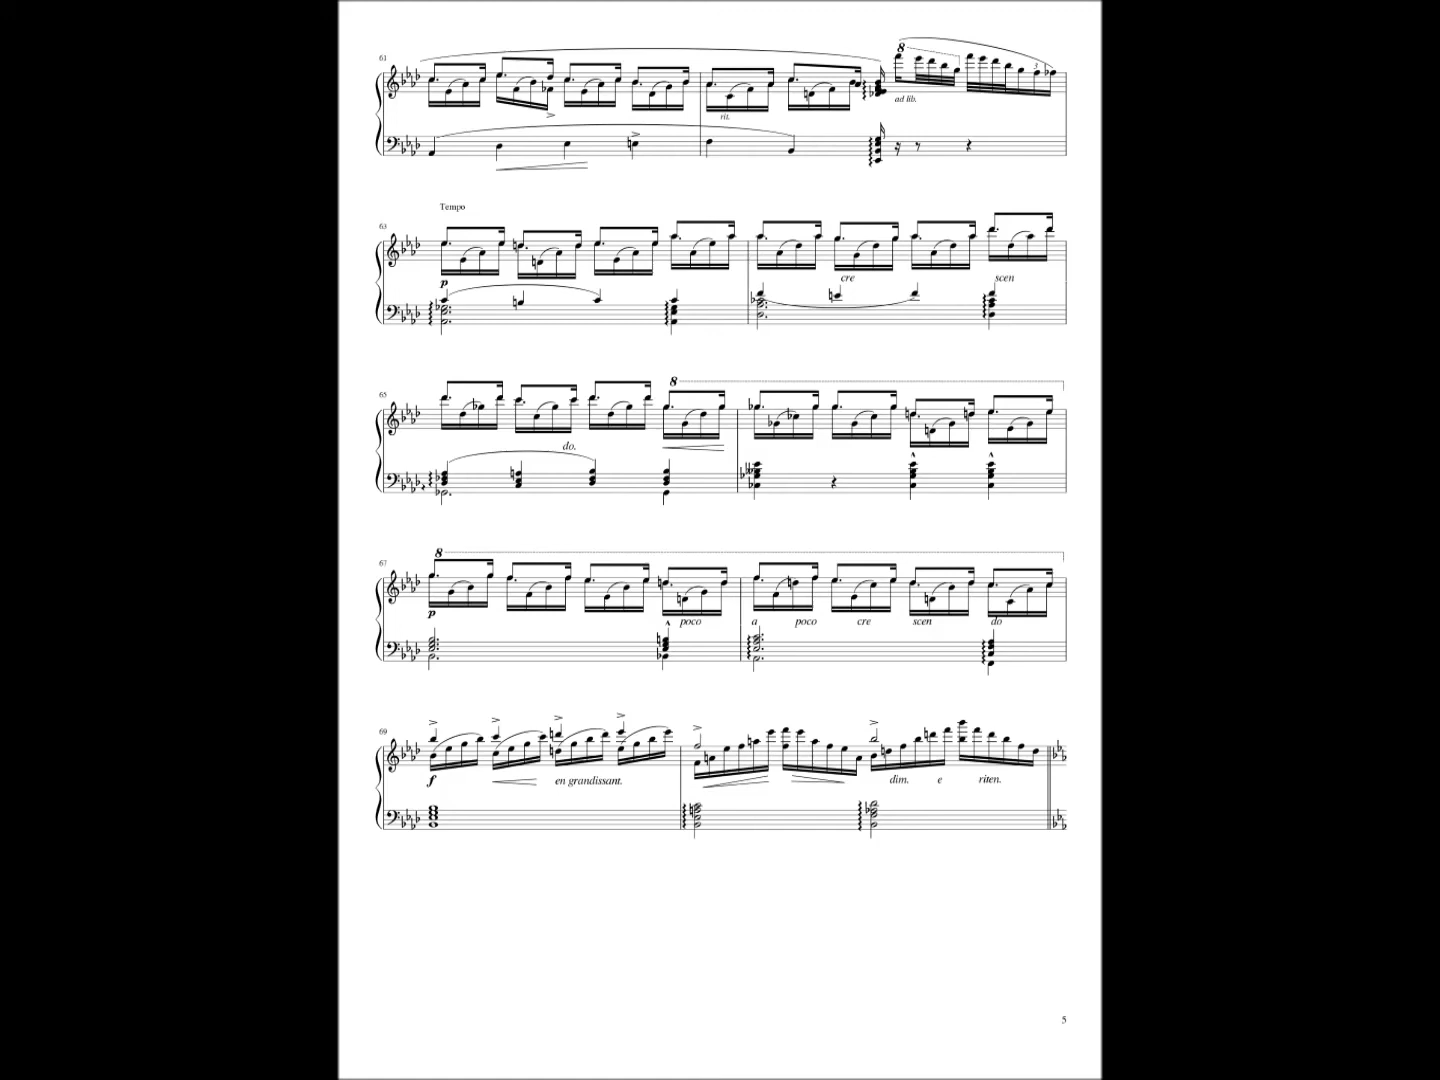 61
8
3
ad lib.
rit.
Tempo
63
p
cre scen
8
65
do.
8
67
p
poco a poco cre scen do
69
f
en grandissant.
dim. e riten.
5